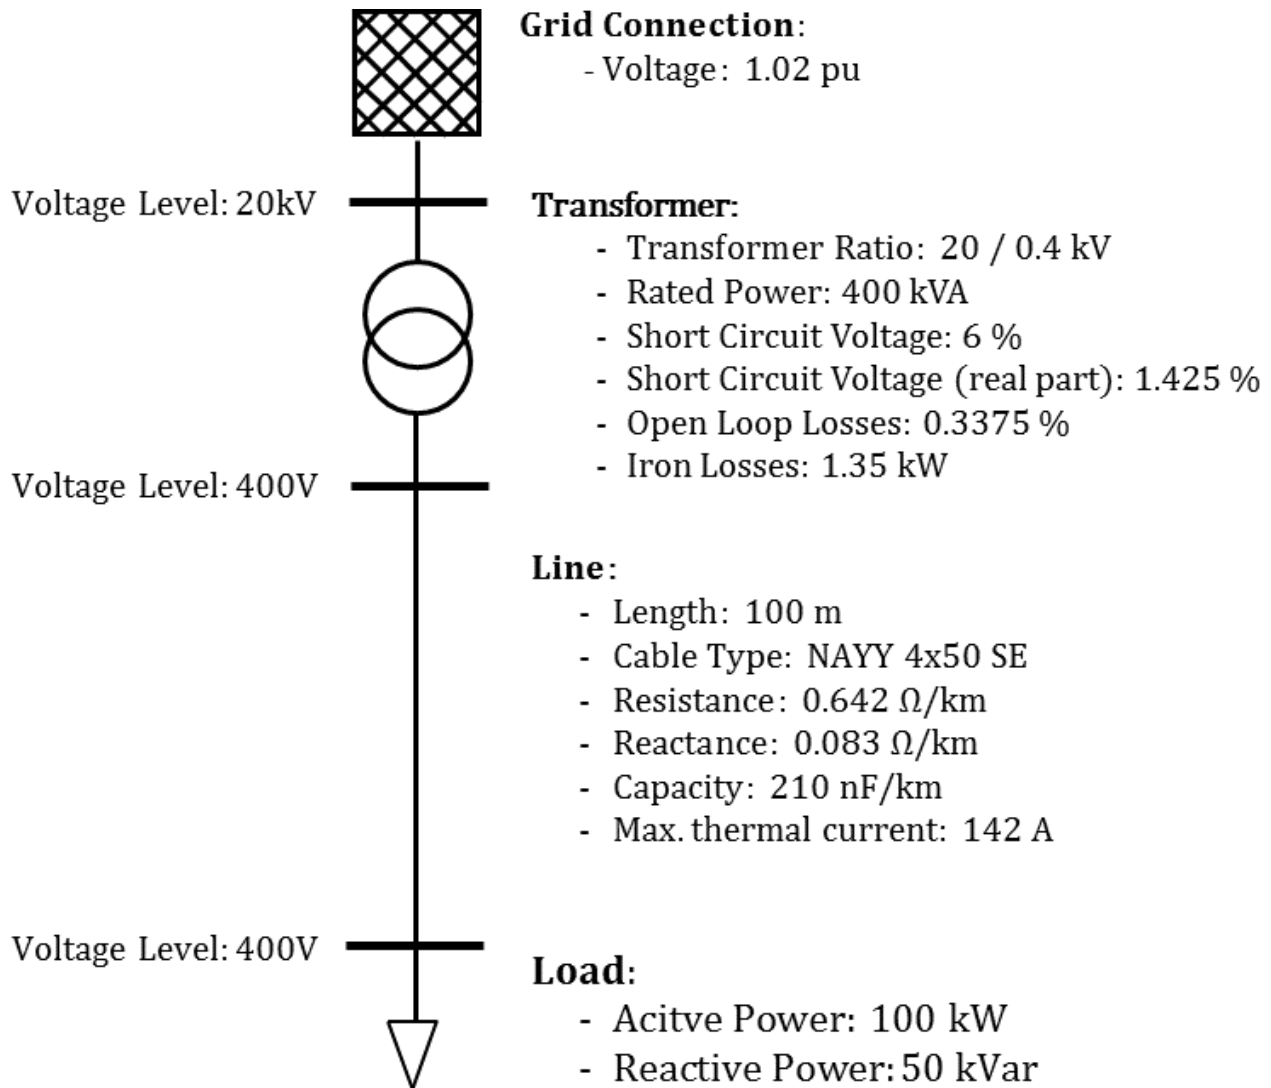 Grid Connection:
- Voltage: 1.02 pu
Voltage Level: 20kV
Transformer:
- Transformer Ratio: 20 / 0.4 kV
- Rated Power: 400 kVA
- Short Circuit Voltage: 6 %
- Short Circuit Voltage (real part): 1.425 %
- Open Loop Losses: 0.3375 %
- Iron Losses: 1.35 kW
Voltage Level: 400V
Line:
- Length: 100 m
- Cable Type: NAYY 4x50 SE
- Resistance: 0.642 Ω/km
- Reactance: 0.083 Ω/km
- Capacity: 210 nF/km
- Max. thermal current: 142 A
Voltage Level: 400V
Load:
- Acitve Power: 100 kW
- Reactive Power: 50 kVar